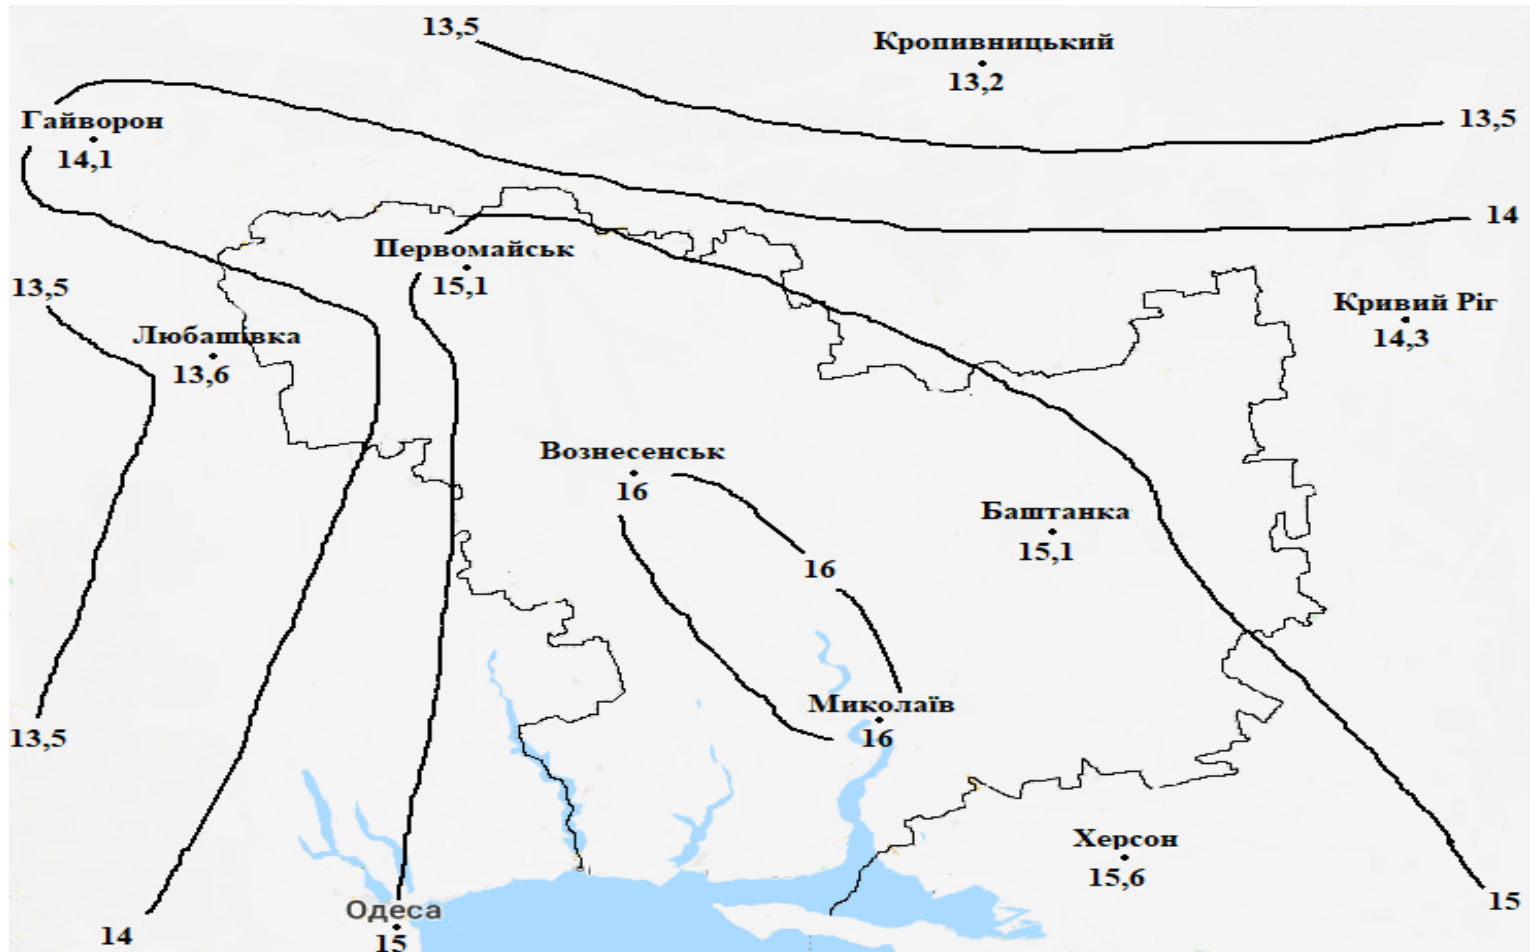 13,5
Кропивницький
13,2
Гайворон
14,1
13,5
14
Первомайськ
15,1
13,5
Любашівка
13,6
Кривий Ріг
14,3
Вознесенськ
16
Баштанка
15,1
16
Миколаїв
16
13,5
Херсон
15,6
15
Одеса
15
14